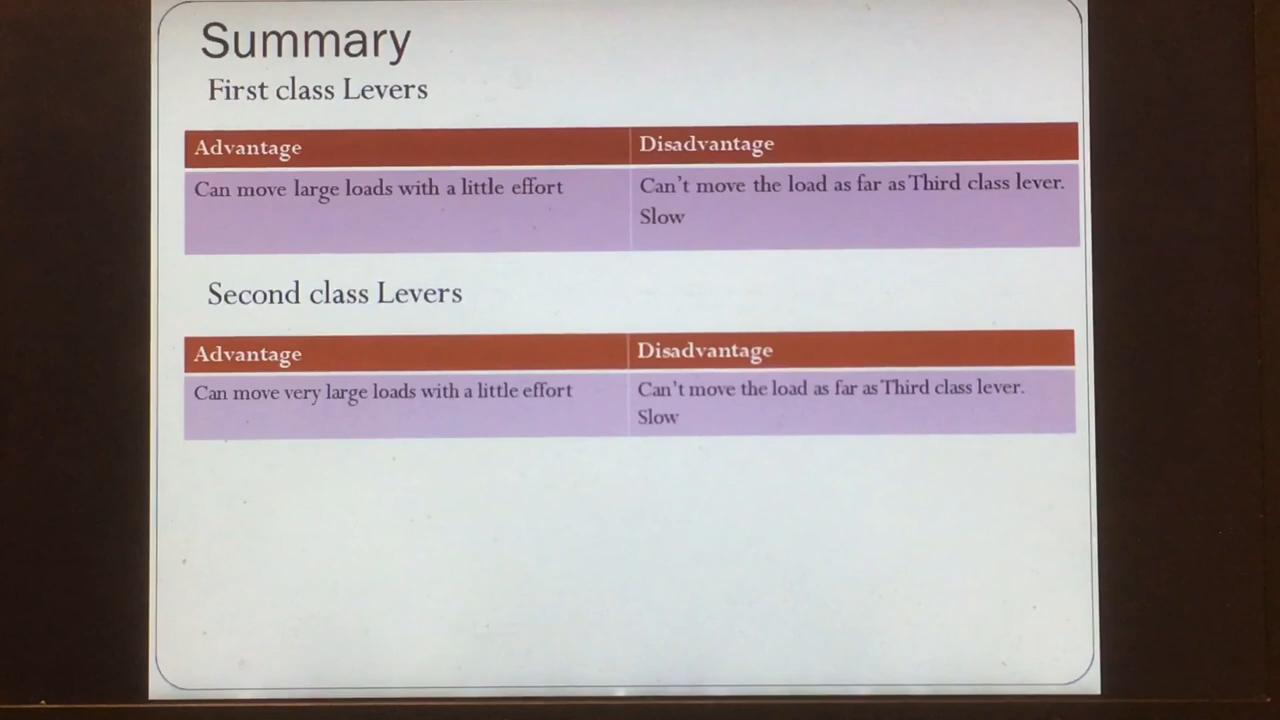 Summary
First class Levers
Advantage Disadvantage
Can move large loads with a little effort Can't move the load as far as Third class lever.
Slow
Second class Levers
Advantage Disadvantage
Can move very large loads with a little effort Can't move the load as far as Third class lever.
Slow